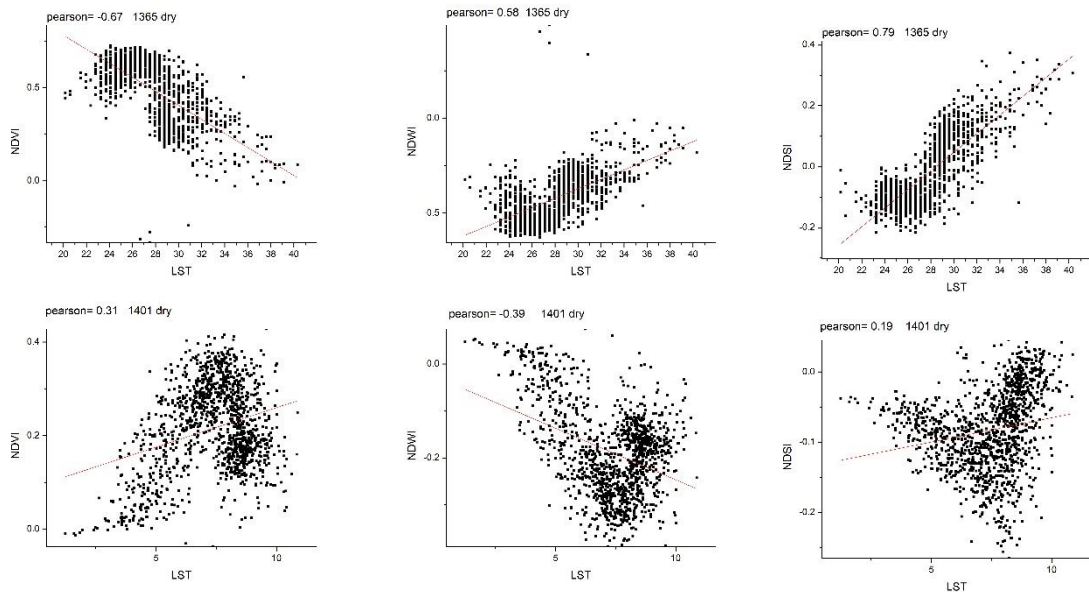 pearson= -0.67 1365 dry
0.5
0.0
NDVI
20 22 24 26 28 30 32 34 36 38 40
LST
pearson= 0.58 1365 dry
0.0
0.5
NDWI
20 22 24 26 28 30 32 34 36 38 40
LST
pearson= 0.79 1365 dry
0.4
0.2
0.0
-0.2
NDSI
20 22 24 26 28 30 32 34 36 38 40
LST
pearson= 0.31 1401 dry
0.4
0.2
0.0
NDVI
5 10
LST
pearson= -0.39 1401 dry
0.0
-0.2
NDWI
5 10
LST
pearson= 0.19 1401 dry
0.0
-0.1
-0.2
NDSI
5 10
LST